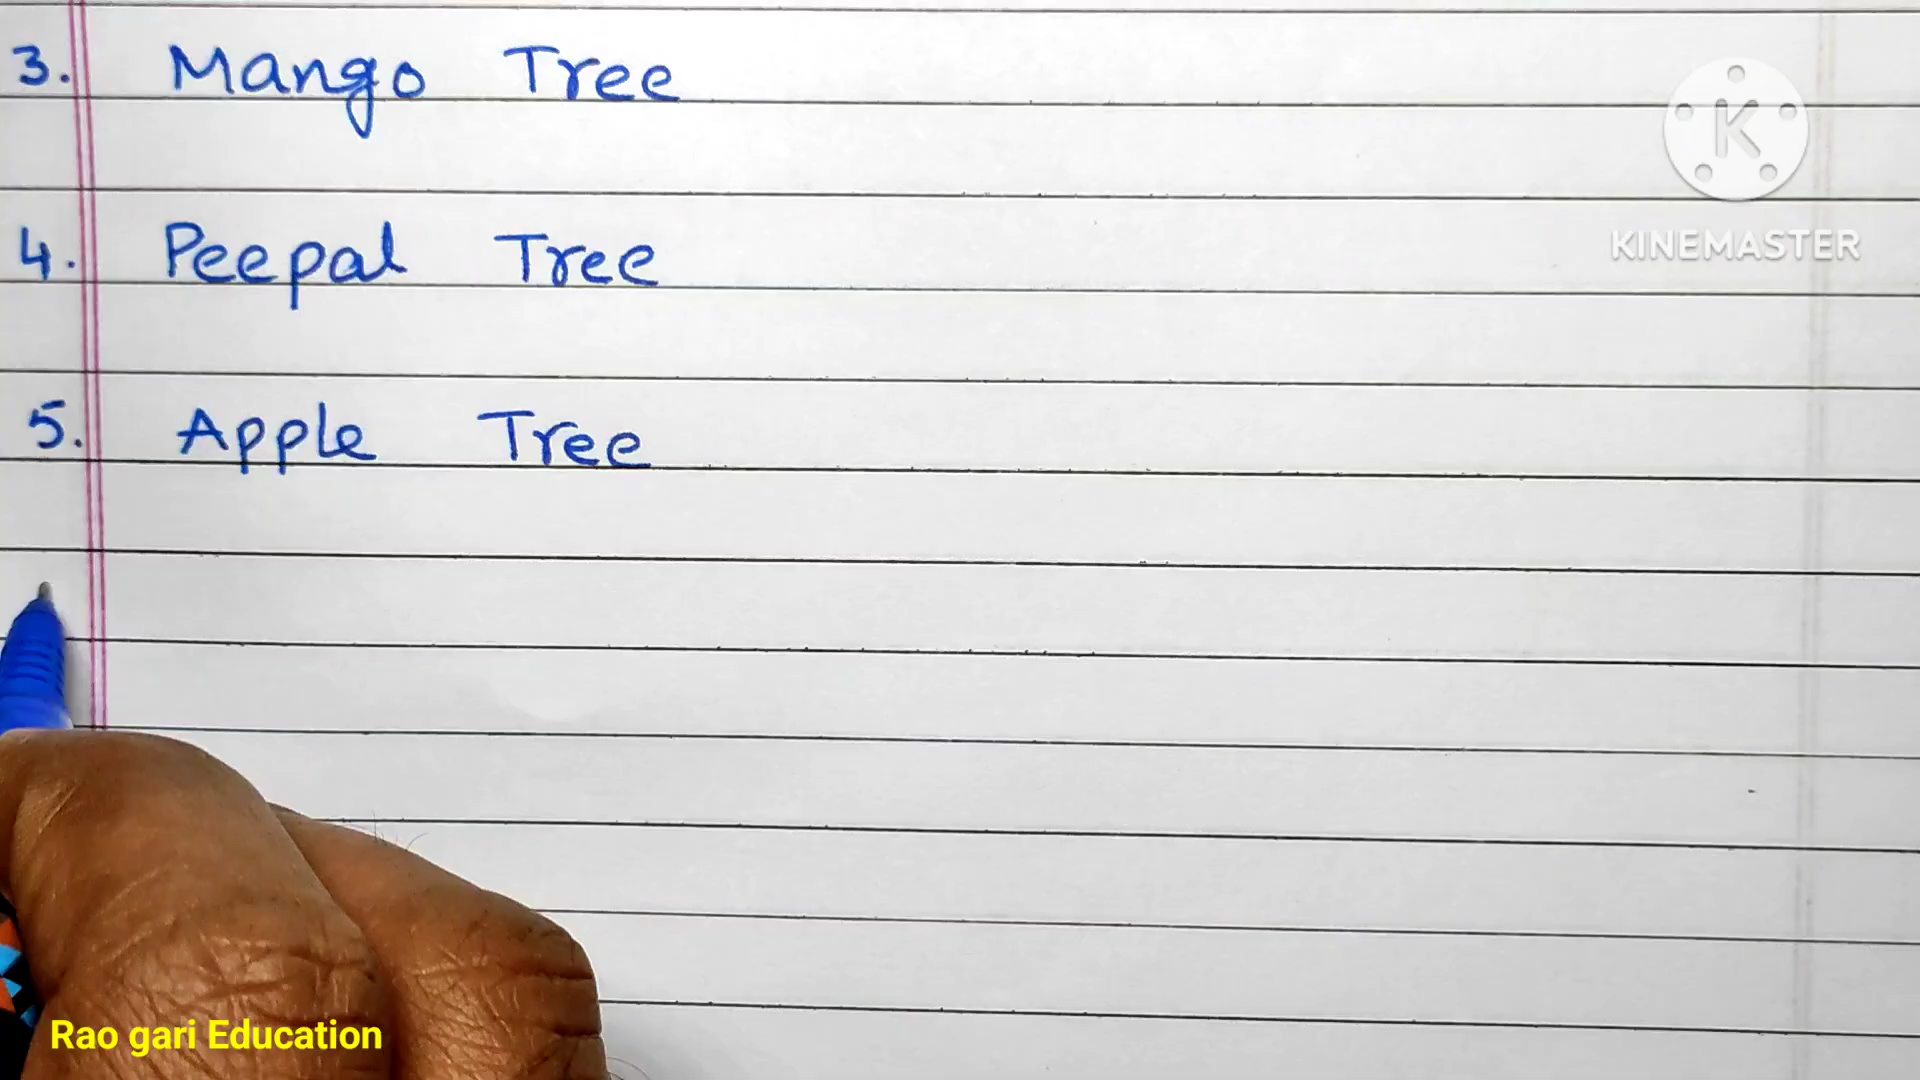 3. Mango Tree
K
KINEMASTER
4. Peepal Tree
5. Apple Tree
Rao gari Education